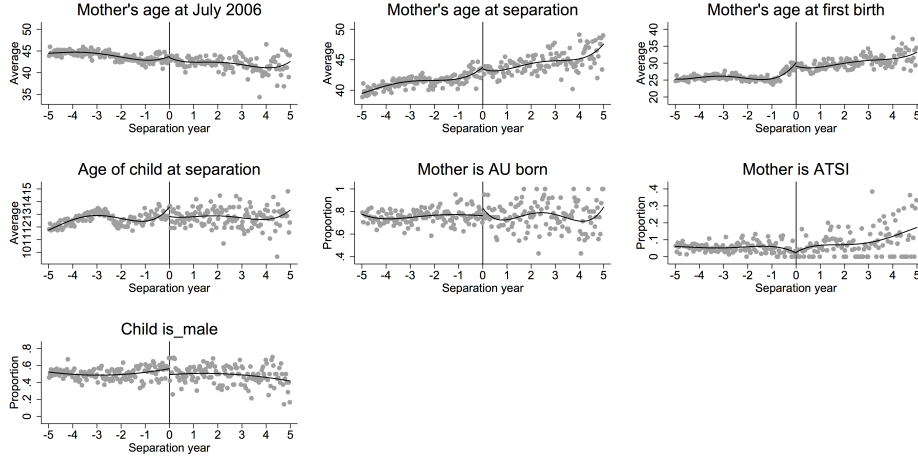 Mother's age at July 2006
Average
35 40 45 50
-5 -4 -3 -2 -1 0 1 2 3 4 5
Separation year
Mother's age at separation
Average
40 45 50
-5 -4 -3 -2 -1 0 1 2 3 4 5
Separation year
Mother's age at first birth
Average
20 25 30 35 40
-5 -4 -3 -2 -1 0 1 2 3 4 5
Separation year
Age of child at separation
Average
10 11 12 13 14 15
-5 -4 -3 -2 -1 0 1 2 3 4 5
Separation year
Mother is AU born
Proportion
.4 .6 .8 1
-5 -4 -3 -2 -1 0 1 2 3 4 5
Separation year
Mother is ATSI
Proportion
0 .1 .2 .3 .4
-5 -4 -3 -2 -1 0 1 2 3 4 5
Separation year
Child is_male
Proportion
0 .2 .4 .6 .8
-5 -4 -3 -2 -1 0 1 2 3 4 5
Separation year